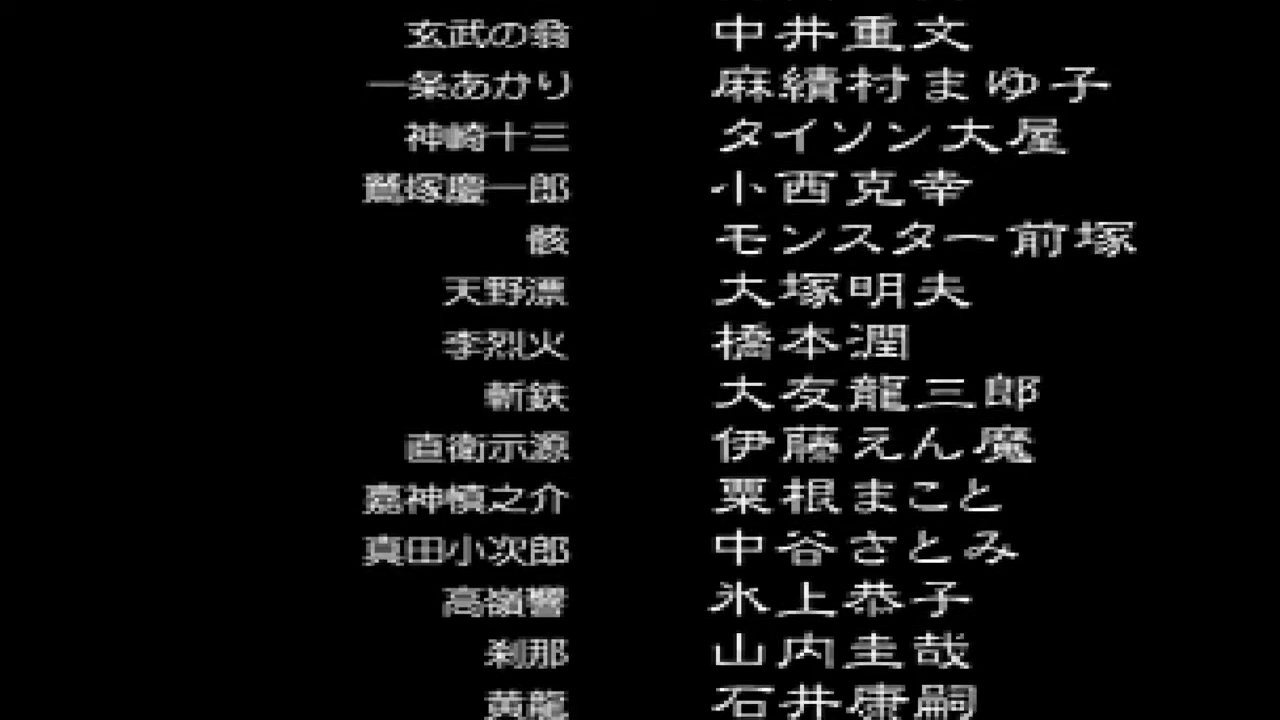 玄武の翁 中井重文
一条あかり 麻績村まゆ子
神崎十三 タイソン大屋
鷲塚慶一郎 小西克幸
骸 モンスター前塚
天野漂 大塚明夫
李烈火 橋本潤
斬鉄 大友龍三郎
直衛示源 伊藤えん魔
嘉神慎之介 粟根まこと
真田小次郎 中谷さとみ
高嶺響 氷上恭子
刹那 山内圭哉
黄龍 石井康嗣